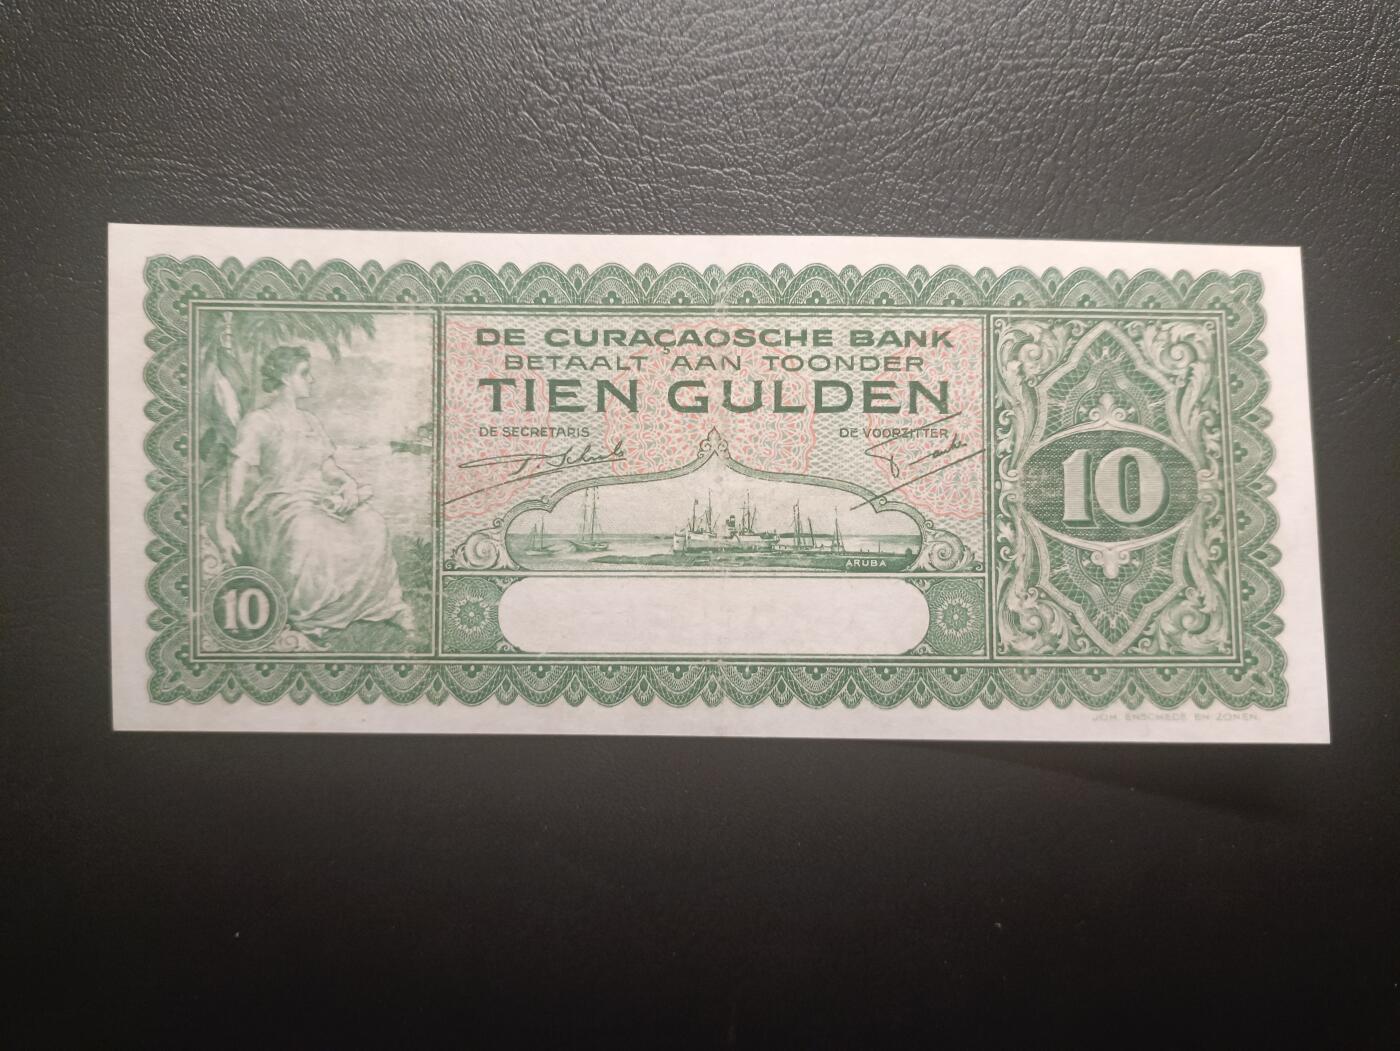 DE CURAÇAOSCHE BANK
BETAALT AAN TOONDER
TIEN GULDEN
DE SECRETARIS
DE VOORZITTER
10
ARUBA
10
JOH. ENSCHEDÉ EN ZONEN.